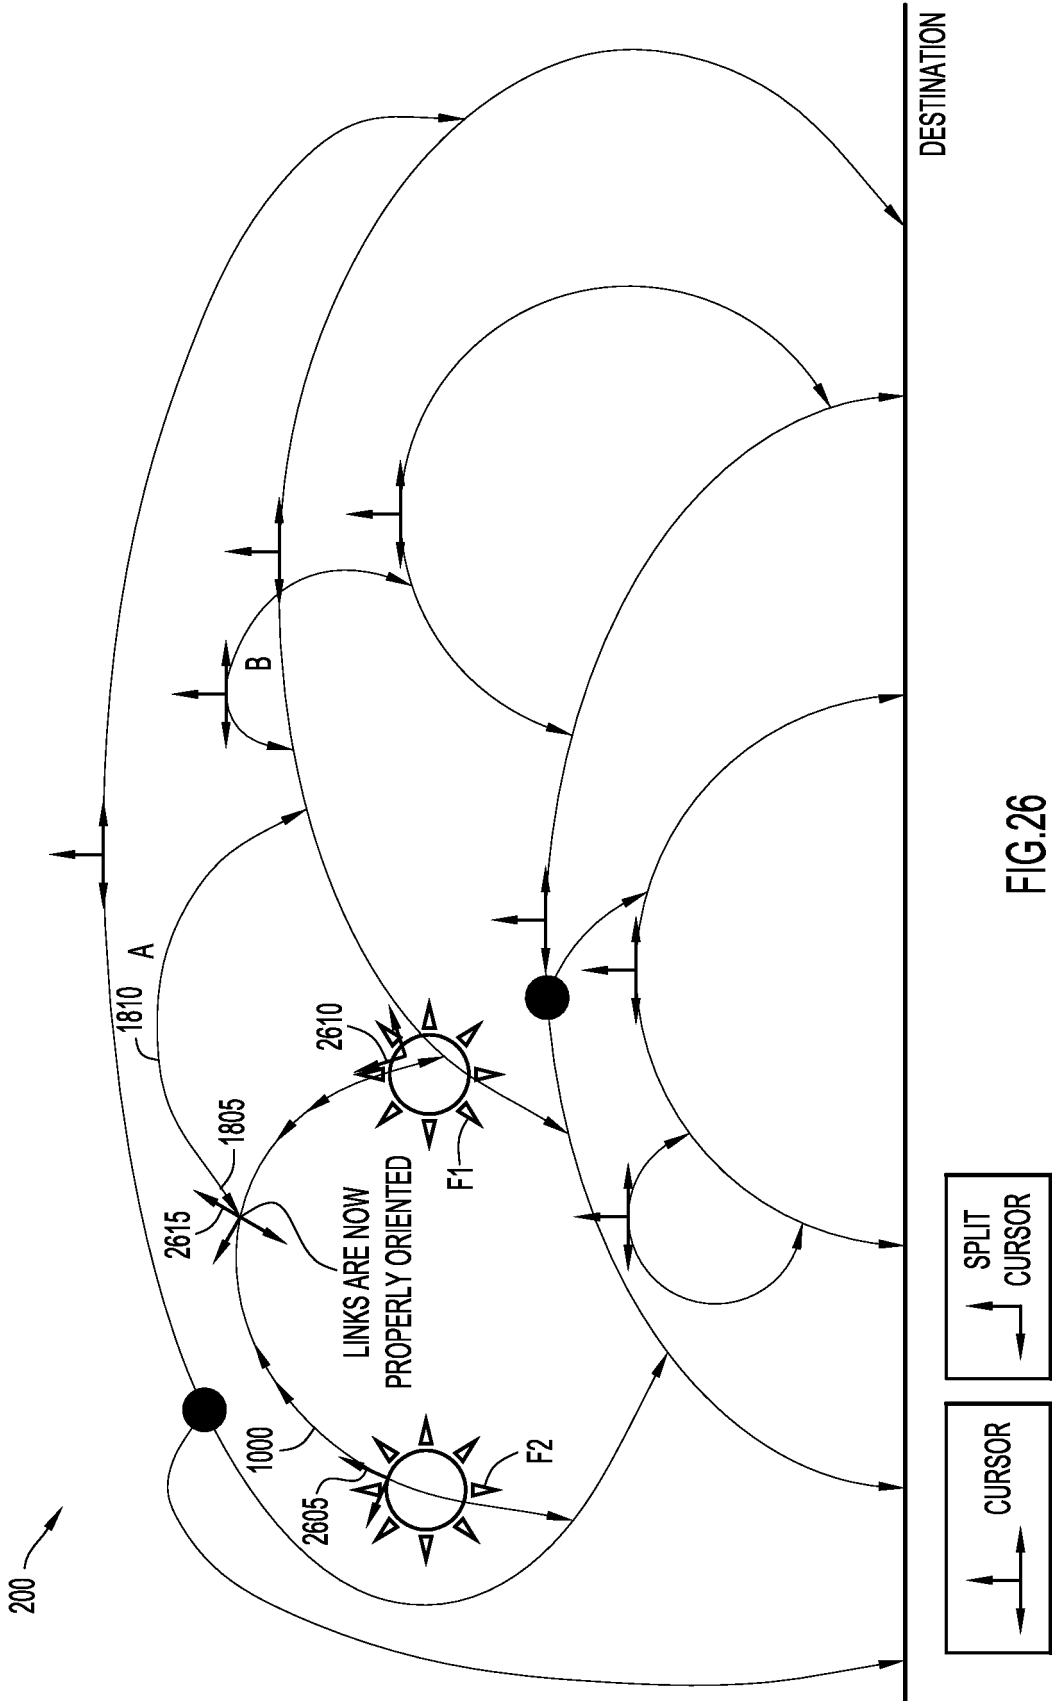 200
1810
A
B
2615
1805
2610
1000
2605
LINKS ARE NOW
PROPERLY ORIENTED
F1
F2
DESTINATION
CURSOR
SPLIT
CURSOR
FIG.26